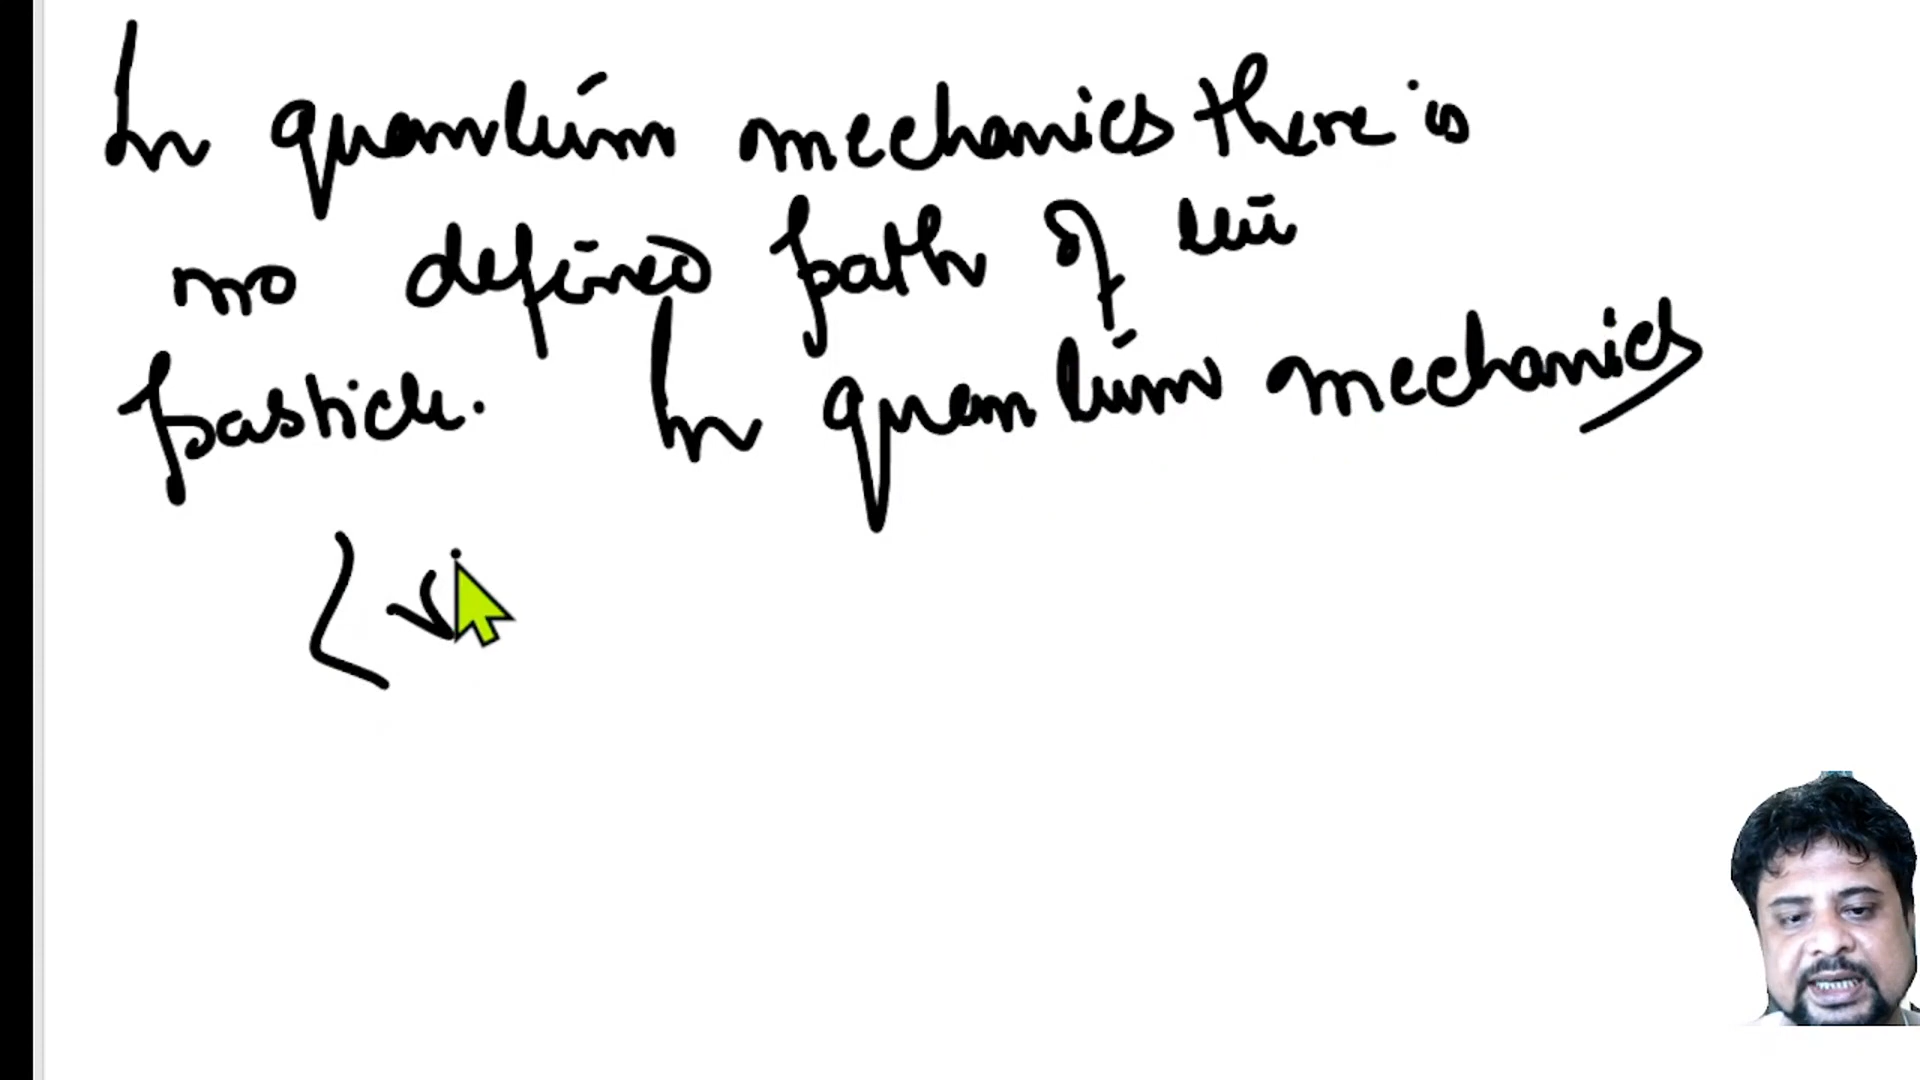 In quantum mechanics there is
no defined path of the
particle. In quantum mechanics
⟨ v